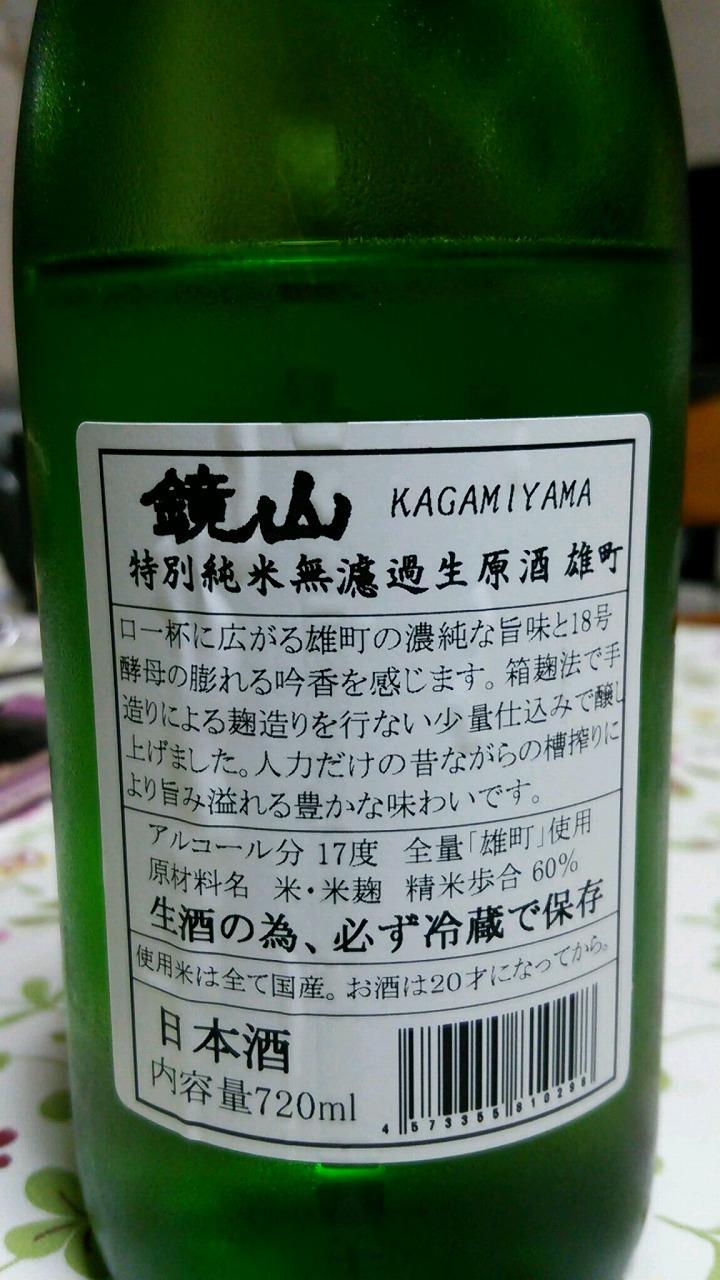 鏡山 KAGAMIYAMA
特別純米無濾過生原酒 雄町
口一杯に広がる雄町の濃純な旨味と18号
酵母の膨れる吟香を感じます。箱麹法で手
造りによる麹造りを行ない少量仕込みで醸し
上げました。人力だけの昔ながらの槽搾りに
より旨み溢れる豊かな味わいです。
アルコール分 17度 全量「雄町」使用
原材料名 米・米麹 精米歩合 60%
生酒の為、必ず冷蔵で保存
使用米は全て国産。お酒は20才になってから。
日本酒
内容量720ml
4 573355 810296